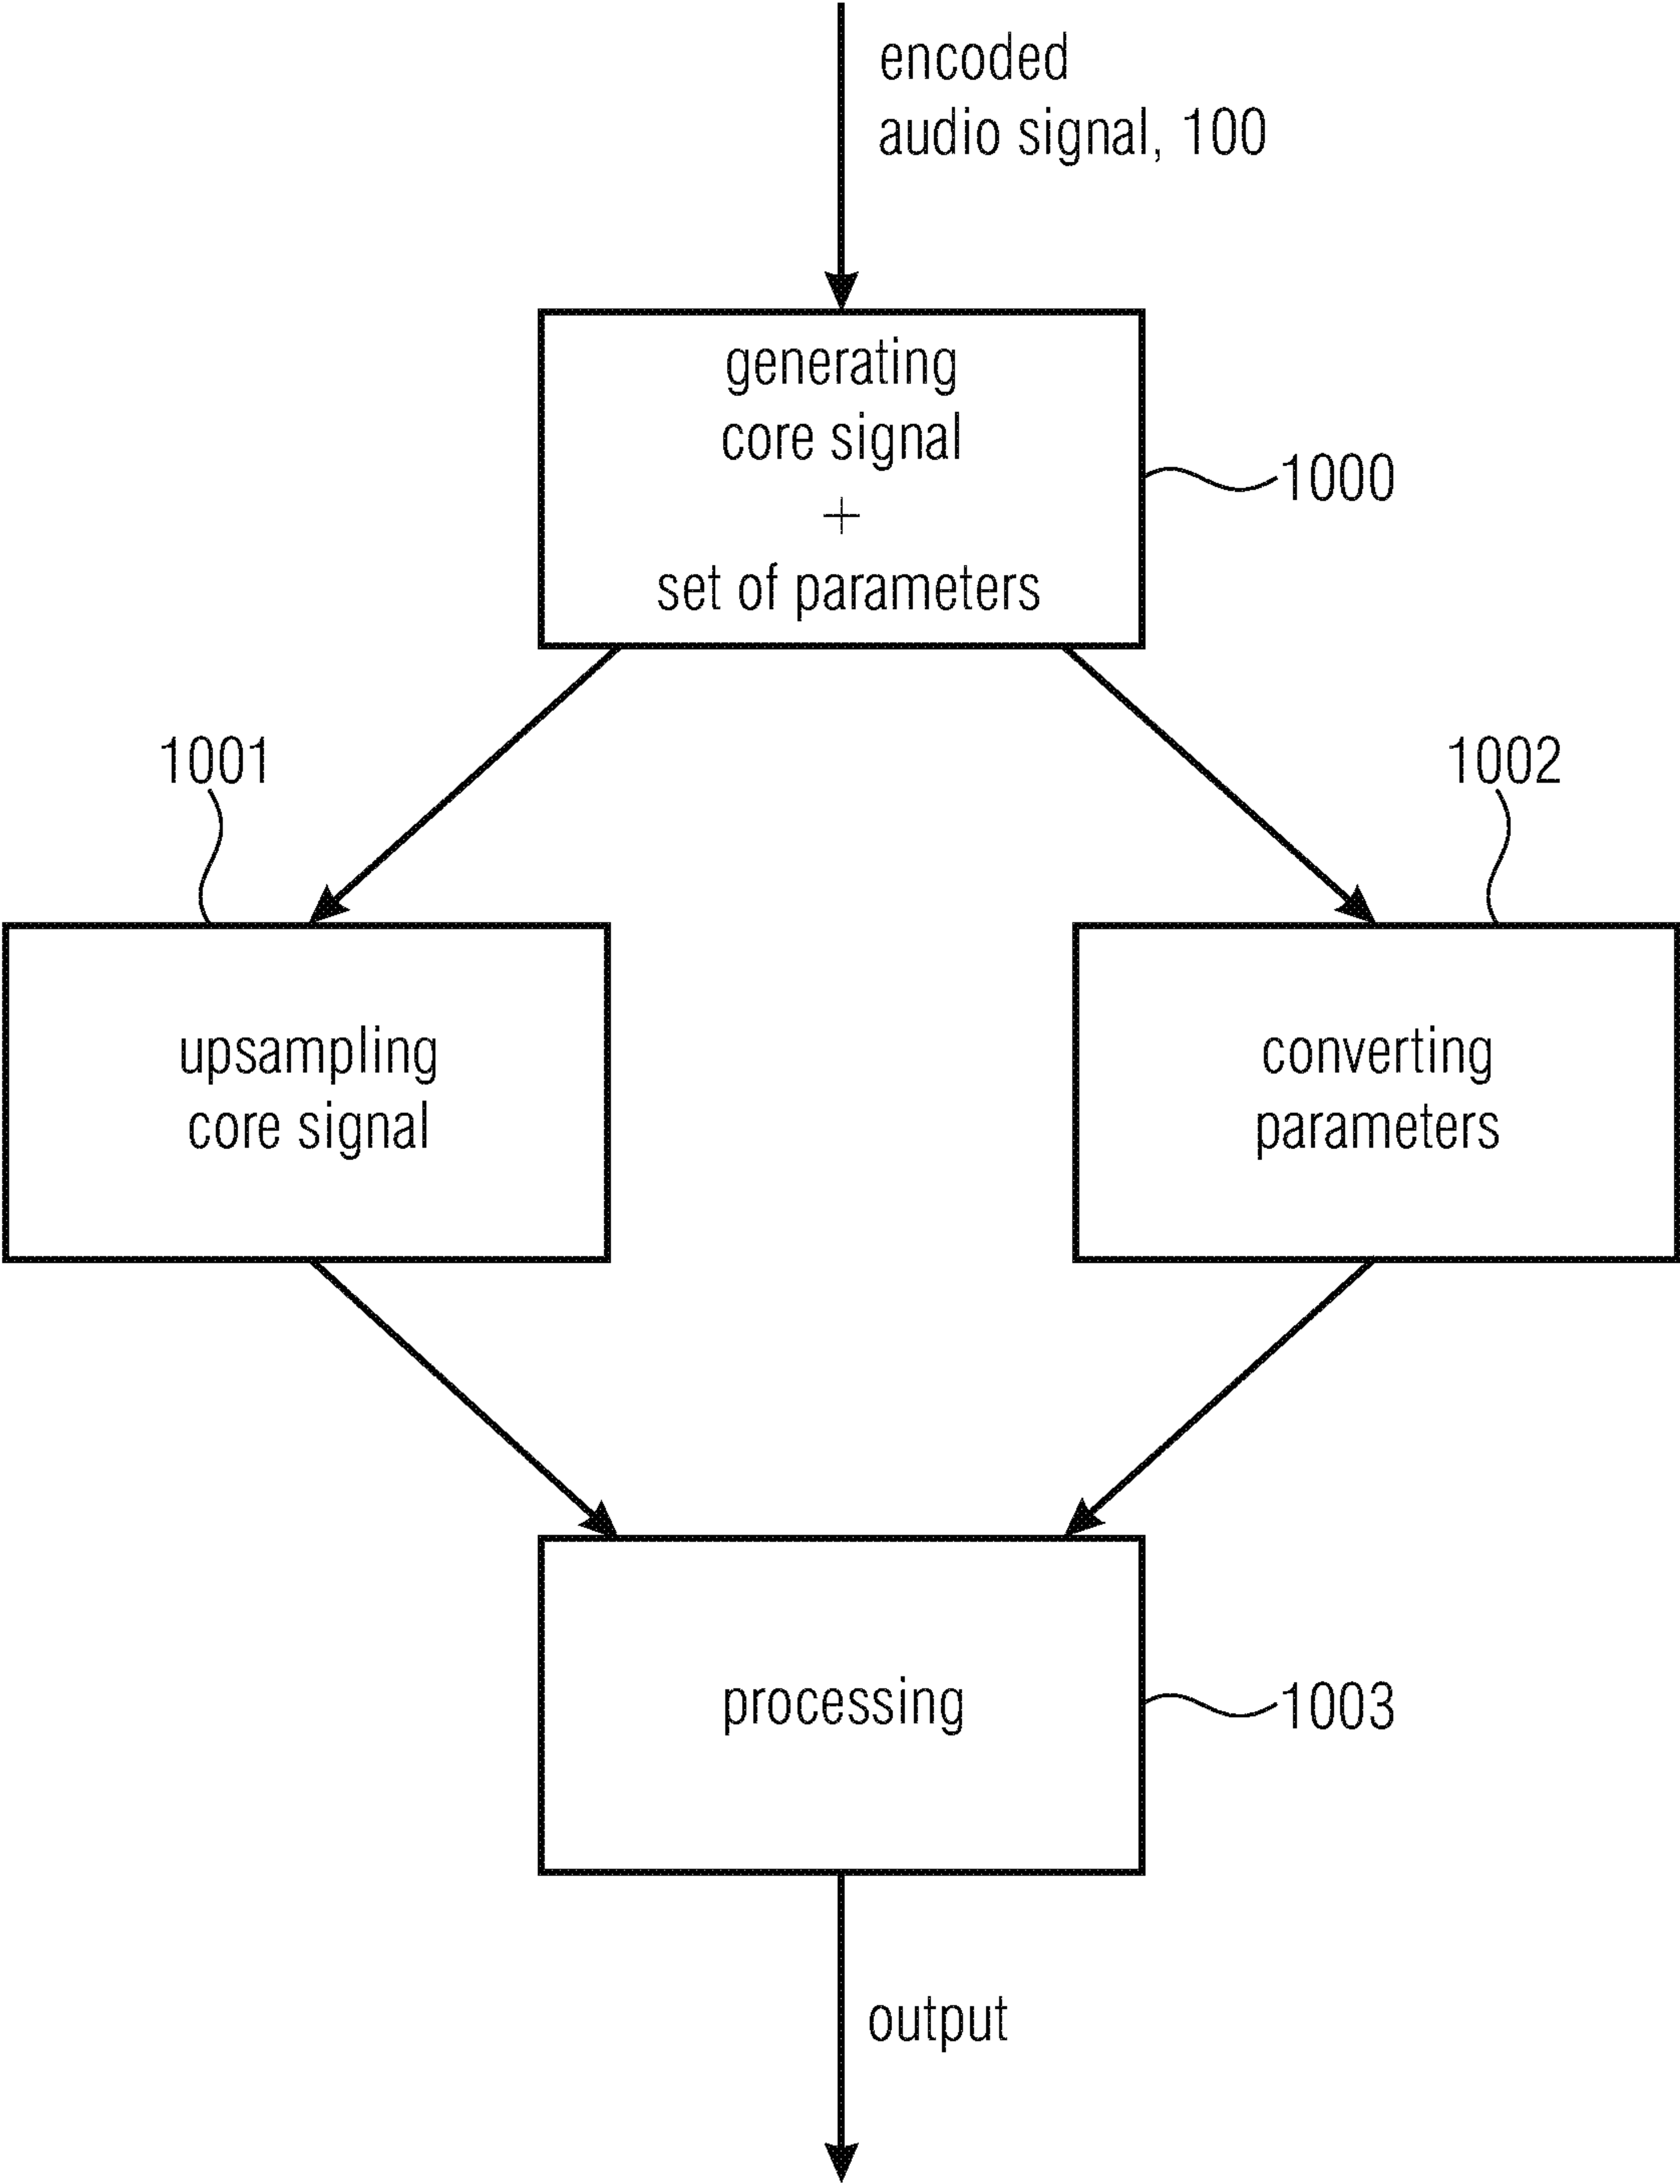 encoded
audio signal, 100
generating
core signal
+
set of parameters
1000
1001
1002
upsampling
core signal
converting
parameters
processing
1003
output